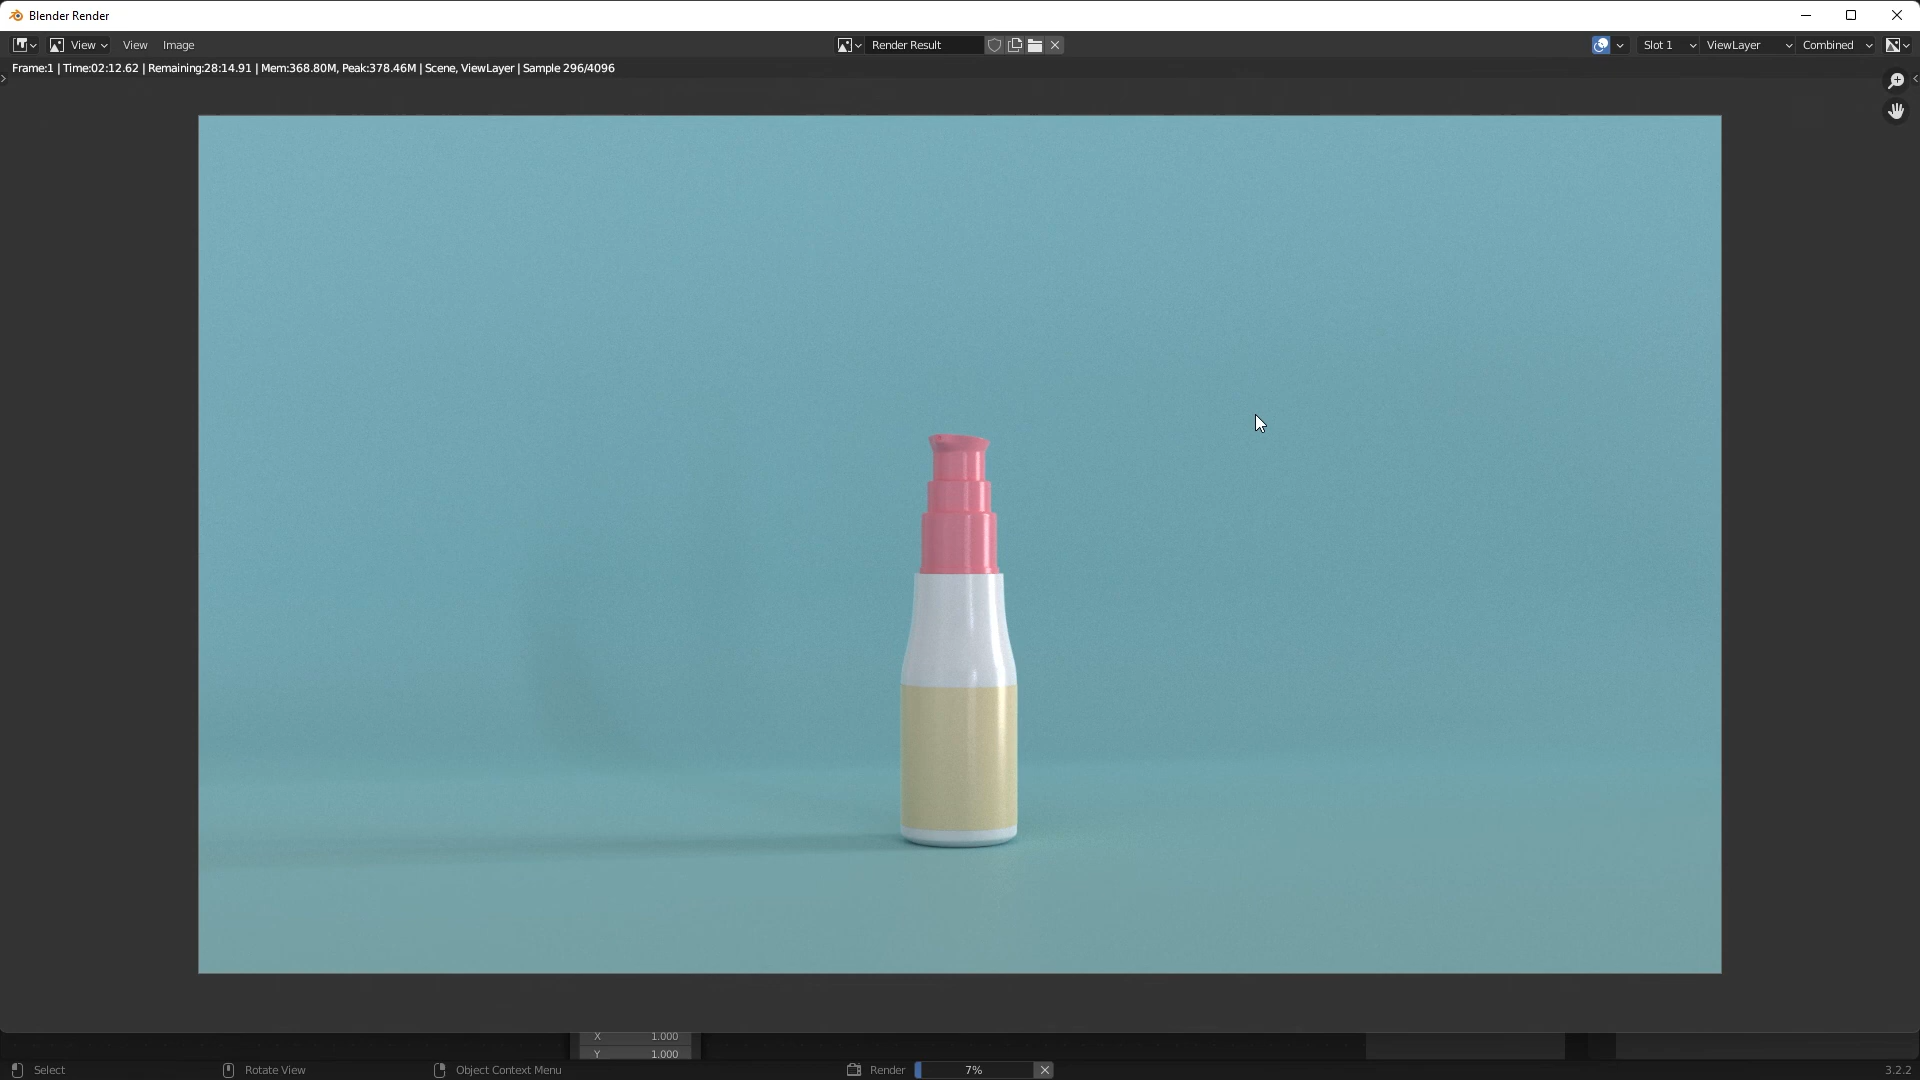 Blender Render
View View Image Render Result Slot 1 ViewLayer Combined
Frame:1 | Time:02:12.62 | Remaining:28:14.91 | Mem:368.80M, Peak:378.46M | Scene, ViewLayer | Sample 296/4096
X 1.000
Y 1.000
Select Rotate View Object Context Menu Render 7% 3.2.2